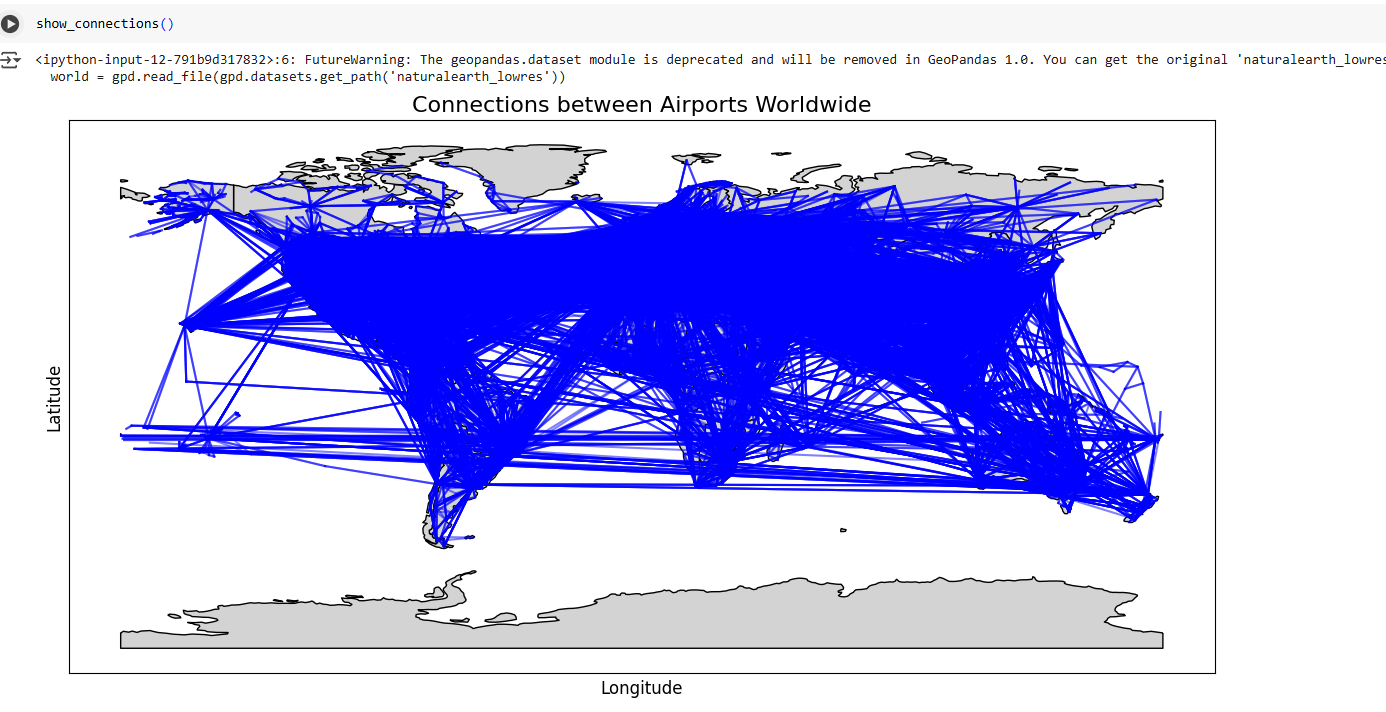 show_connections()
<ipython-input-12-791b9d317832>:6: FutureWarning: The geopandas.dataset module is deprecated and will be removed in GeoPandas 1.0. You can get the original 'naturalearth_lowres
world = gpd.read_file(gpd.datasets.get_path('naturalearth_lowres'))
Connections between Airports Worldwide
Latitude
Longitude